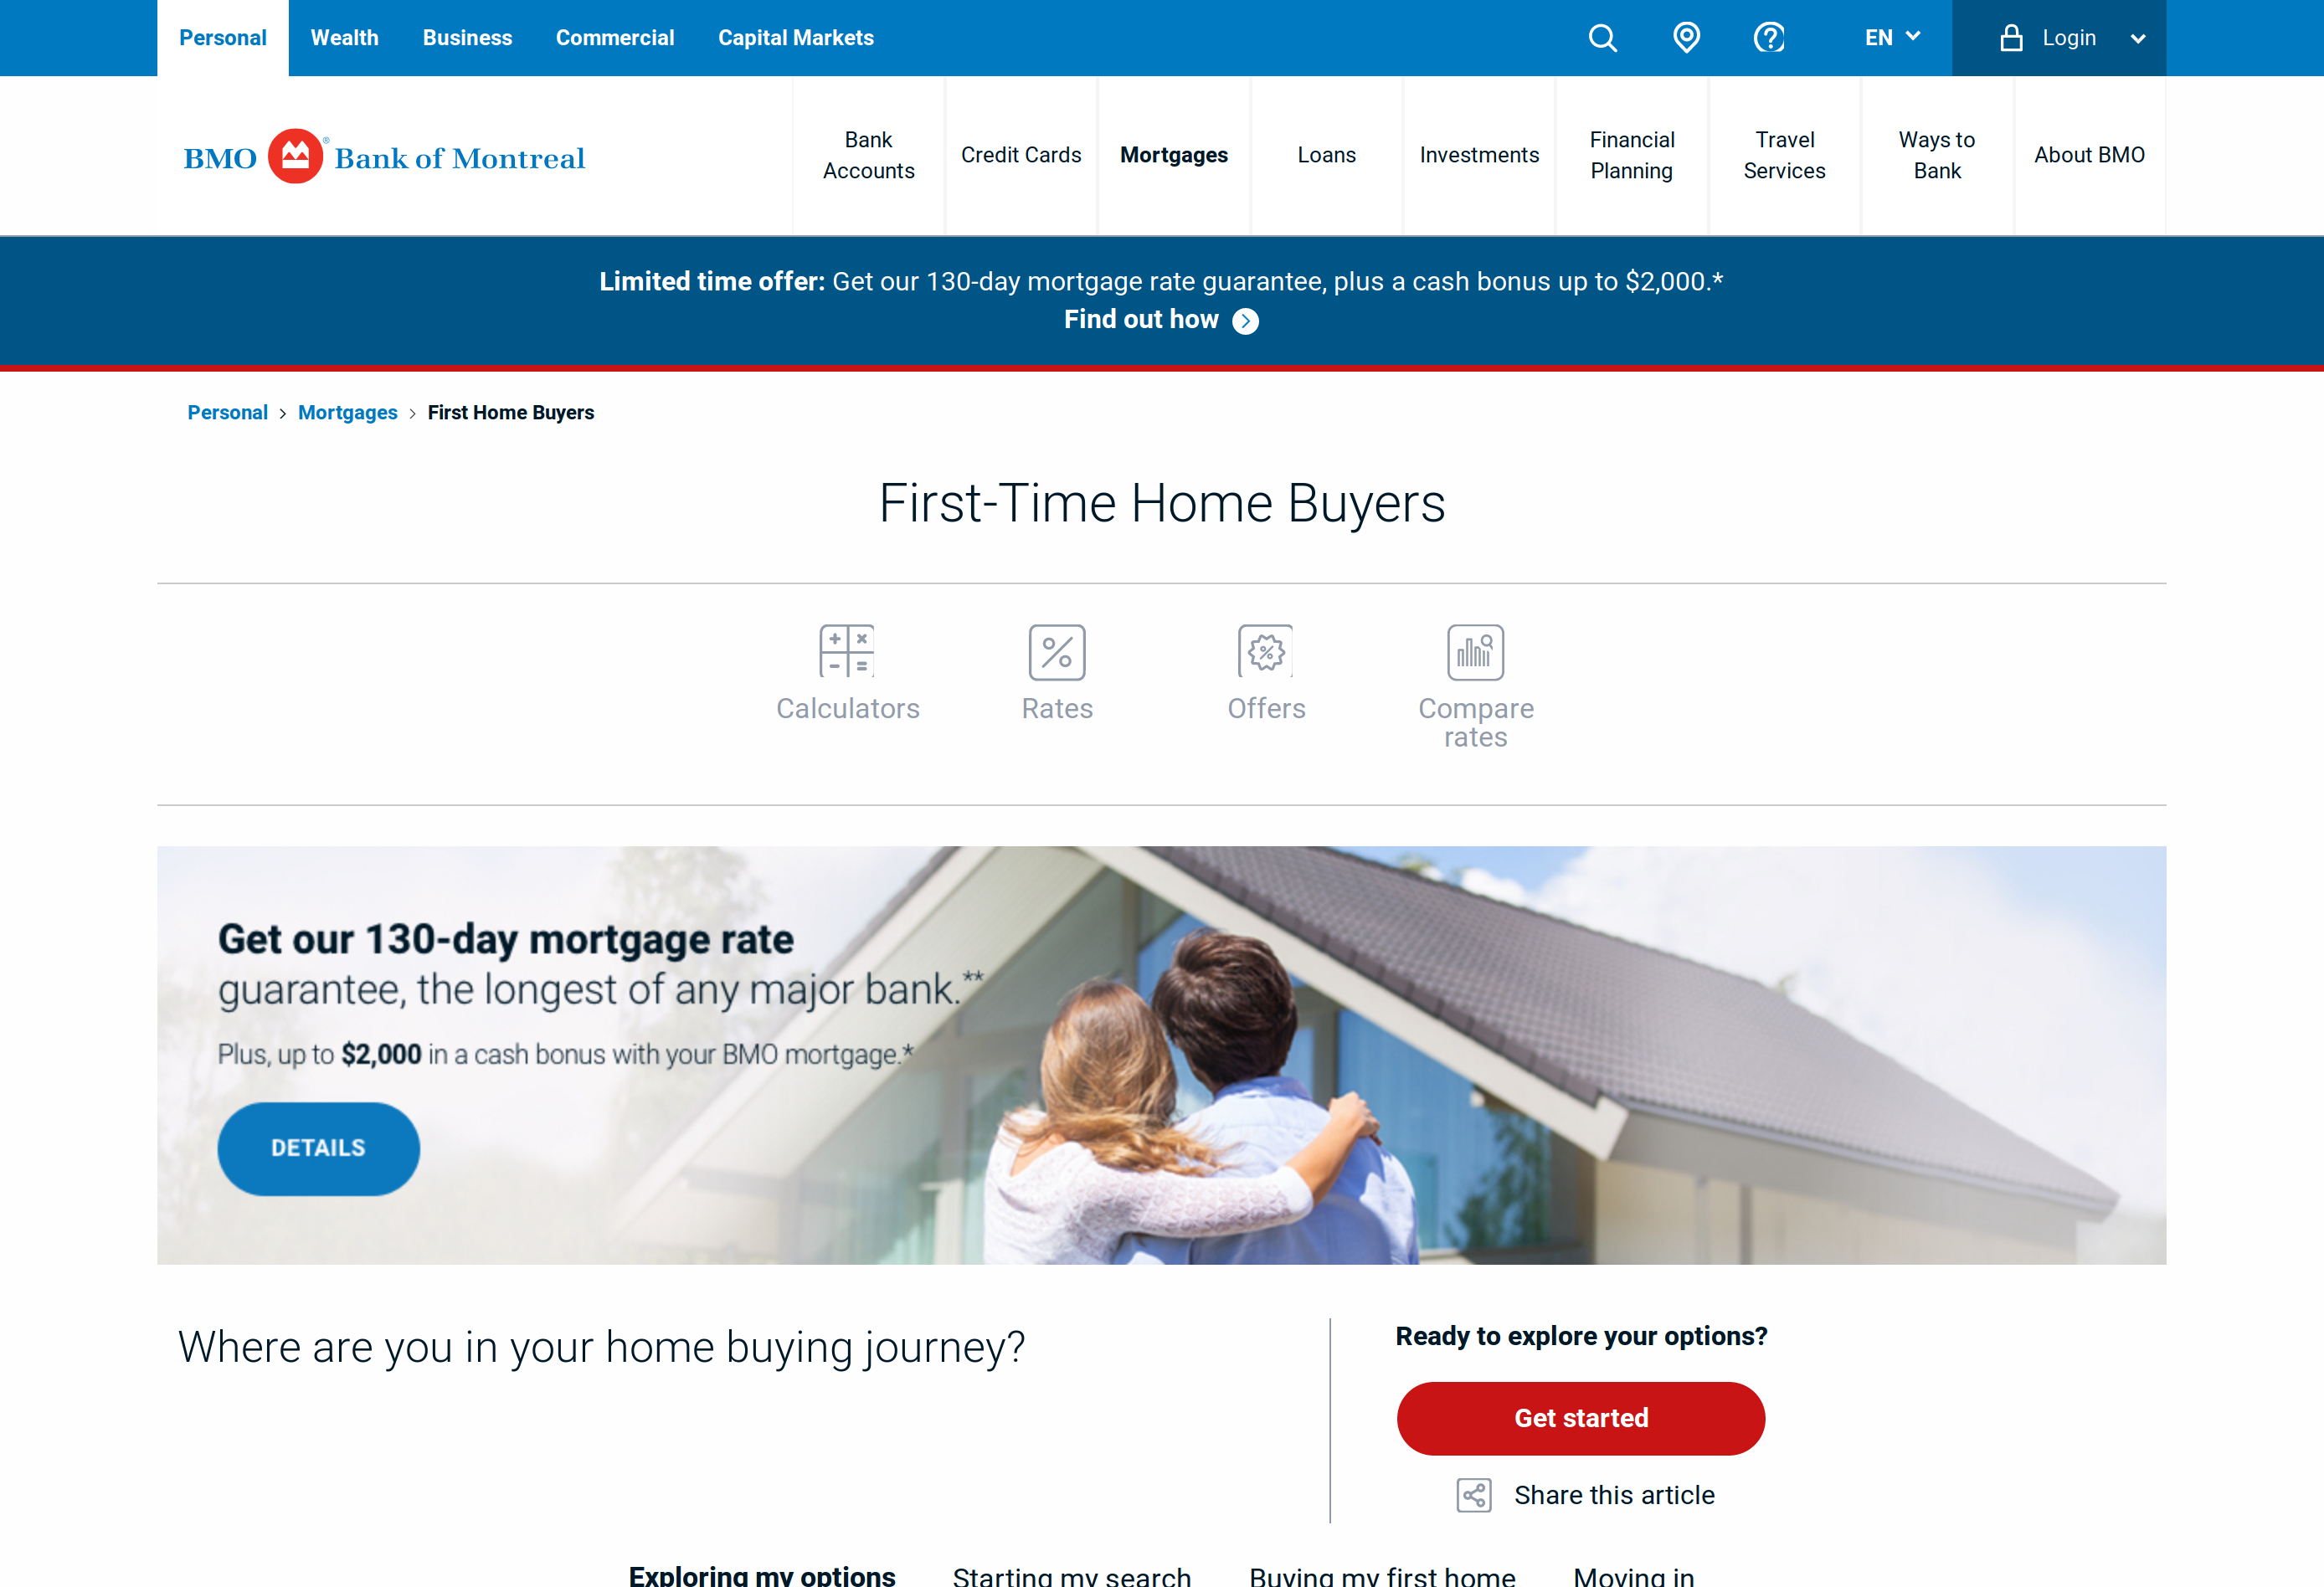 Personal Wealth Business Commercial Capital Markets EN Login
BMO ® Bank of Montreal
Bank Accounts
Credit Cards
Mortgages
Loans
Investments
Financial Planning
Travel Services
Ways to Bank
About BMO
Limited time offer: Get our 130-day mortgage rate guarantee, plus a cash bonus up to $2,000.*
Find out how
Personal > Mortgages > First Home Buyers
First-Time Home Buyers
Calculators
Rates
Offers
Compare
rates
Get our 130-day mortgage rate
guarantee, the longest of any major bank.**
Plus, up to $2,000 in a cash bonus with your BMO mortgage.*
DETAILS
Where are you in your home buying journey?
Ready to explore your options?
Get started
Share this article
Exploring my options Starting my search Buying my first home Moving in